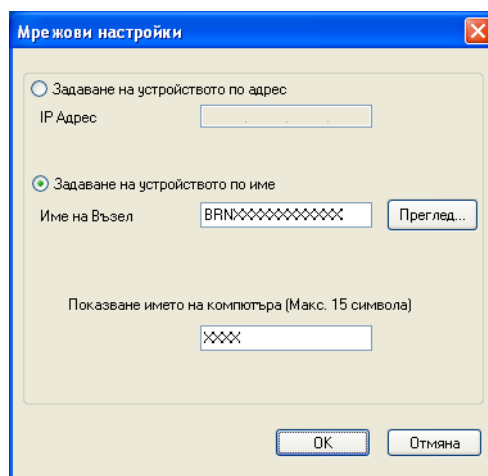 Мрежови настройки
Задаване на устройството по адрес
IP Адрес
Задаване на устройството по име
Име на Възел BRNXXXXXXXXXXXX Преглед...
Показване името на компютъра (Макс. 15 символа)
XXXX
OK Отмяна